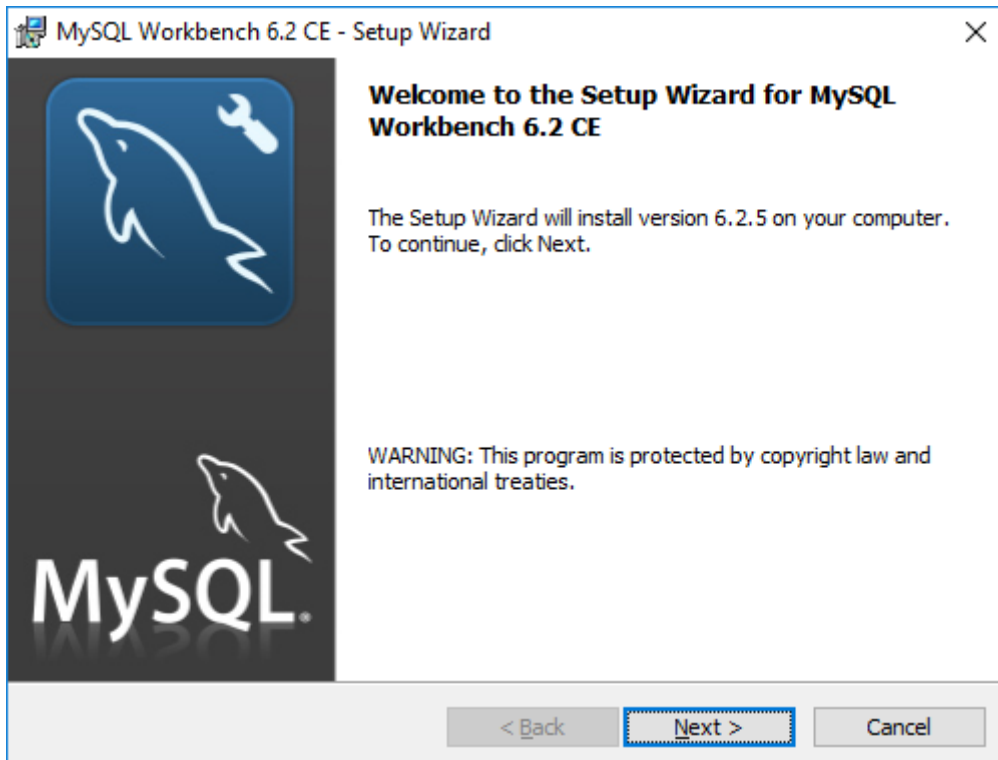 MySQL Workbench 6.2 CE - Setup Wizard
Welcome to the Setup Wizard for MySQL
Workbench 6.2 CE
The Setup Wizard will install version 6.2.5 on your computer.
To continue, click Next.
WARNING: This program is protected by copyright law and
international treaties.
MySQL®
< Back
Next >
Cancel